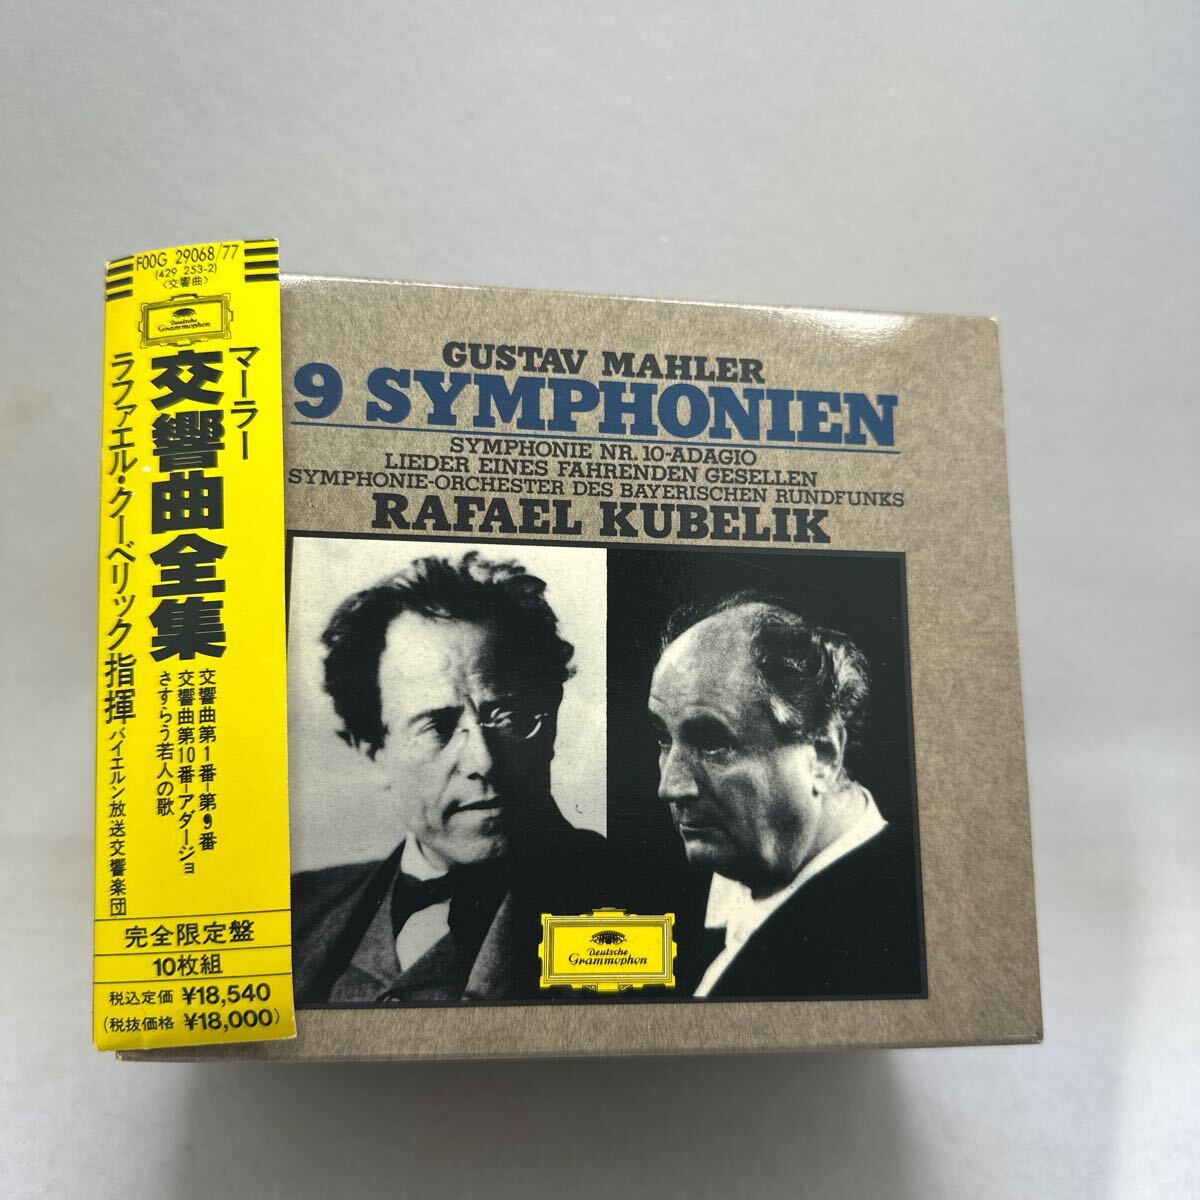 FOOG 29068/77
(429 253-2)
〈交響曲〉
Deutsche
Grammophon
マーラー
交響曲全集
交響曲第1番-第9番
交響曲第10番-アダージョ
さすらう若人の歌
ラファエル・クーベリック指揮 バイエルン放送交響楽団
完全限定盤
10枚組
税込定価 ¥18,540
(税抜価格 ¥18,000)
GUSTAV MAHLER
9 SYMPHONIEN
SYMPHONIE NR. 10-ADAGIO
LIEDER EINES FAHRENDEN GESELLEN
SYMPHONIE-ORCHESTER DES BAYERISCHEN RUNDFUNKS
RAFAEL KUBELIK
Deutsche
Grammophon